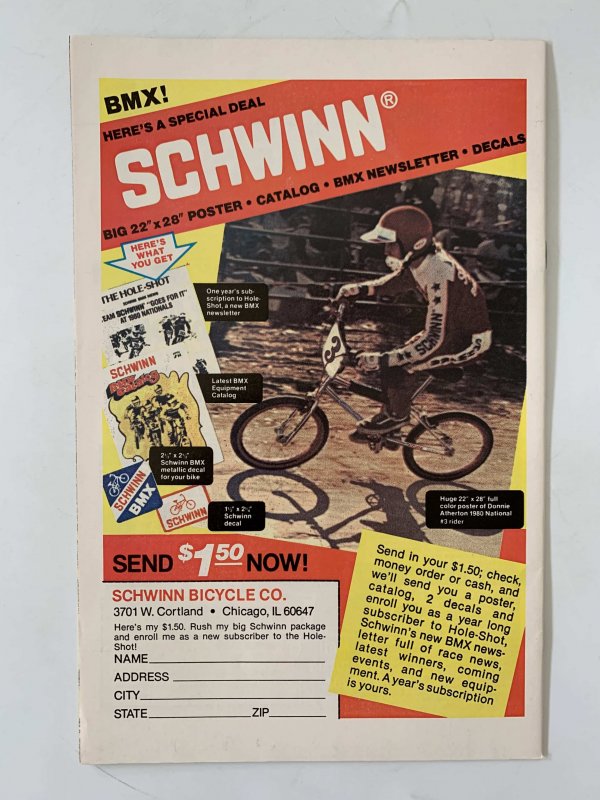 BMX!
HERE'S A SPECIAL DEAL
SCHWINN®
BIG 22" x 28" POSTER • CATALOG • BMX NEWSLETTER • DECALS
HERE'S
WHAT
YOU GET
THE HOLE-SHOT
TEAM SCHWINN "GOES FOR IT"
AT 1980 NATIONALS
One year's sub-
scription to Hole-
Shot, a new BMX
newsletter
SCHWINN
Latest BMX
Equipment
Catalog
2½" x 2½"
Schwinn BMX
metallic decal
for your bike
SCHWINN
BMX
SCHWINN
1½" x 2½"
Schwinn
decal
SCHWINN
Huge 22" x 28" full
color poster of Donnie
Atherton 1980 National
#3 rider
SEND $1.50 NOW!
SCHWINN BICYCLE CO.
3701 W. Cortland • Chicago, IL 60647
Here's my $1.50. Rush my big Schwinn package
and enroll me as a new subscriber to the Hole-
Shot!
NAME
ADDRESS
CITY
STATE ZIP
Send in your $1.50; check,
money order or cash, and
we'll send you a poster,
catalog, 2 decals and
enroll you as a year long
subscriber to Hole-Shot,
Schwinn's new BMX news-
letter full of race news,
latest winners, coming
events, and new equip-
ment. A year's subscription
is yours.